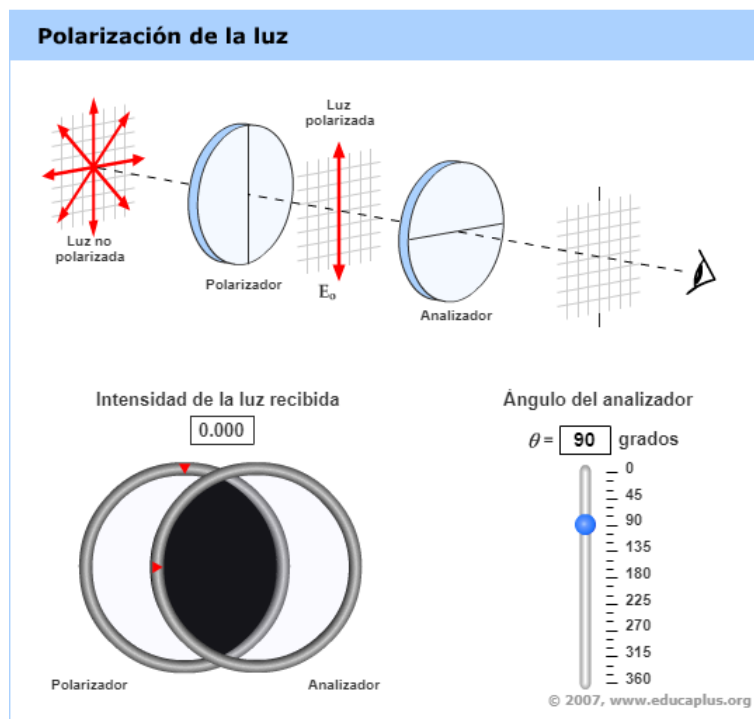 Polarización de la luz
Luz
polarizada
Luz no
polarizada
Polarizador
E₀
Analizador
Intensidad de la luz recibida
0.000
Ángulo del analizador
θ = 90 grados
0
45
90
135
180
225
270
315
360
Polarizador
Analizador
© 2007, www.educaplus.org